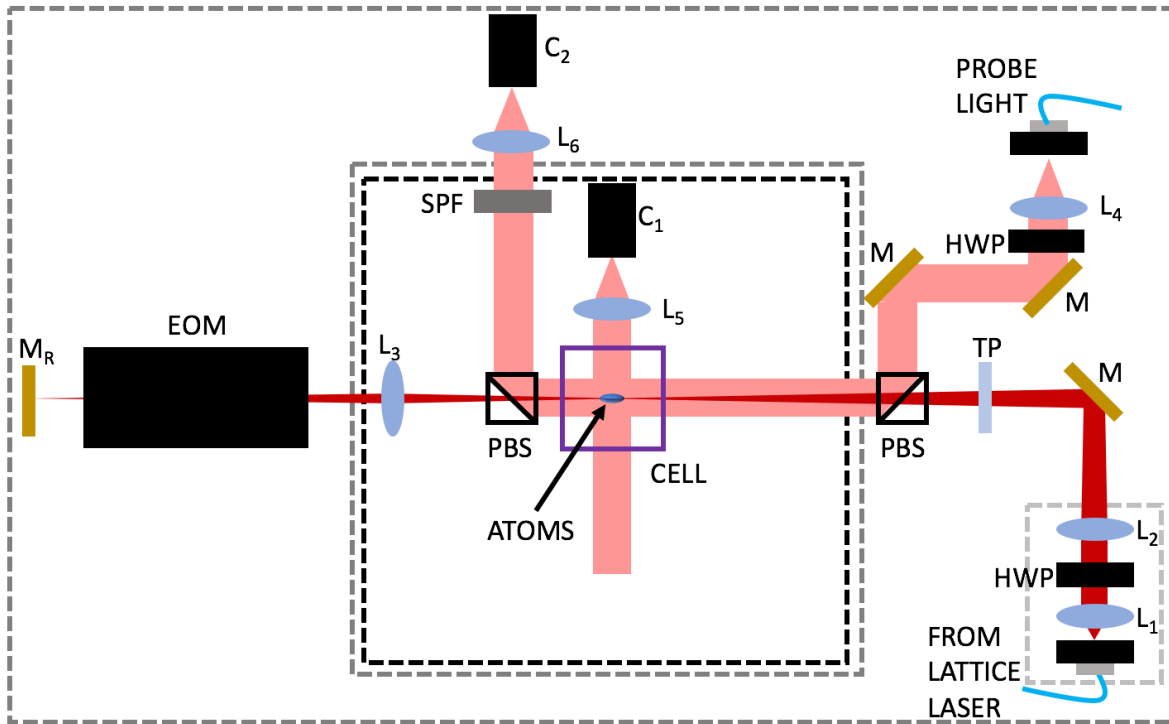 C₂
PROBE
LIGHT
L₆
SPF
C₁
L₄
HWP
M
M
L₅
EOM
M_R
L₃
TP
M
PBS
PBS
CELL
ATOMS
L₂
HWP
L₁
FROM
LATTICE
LASER